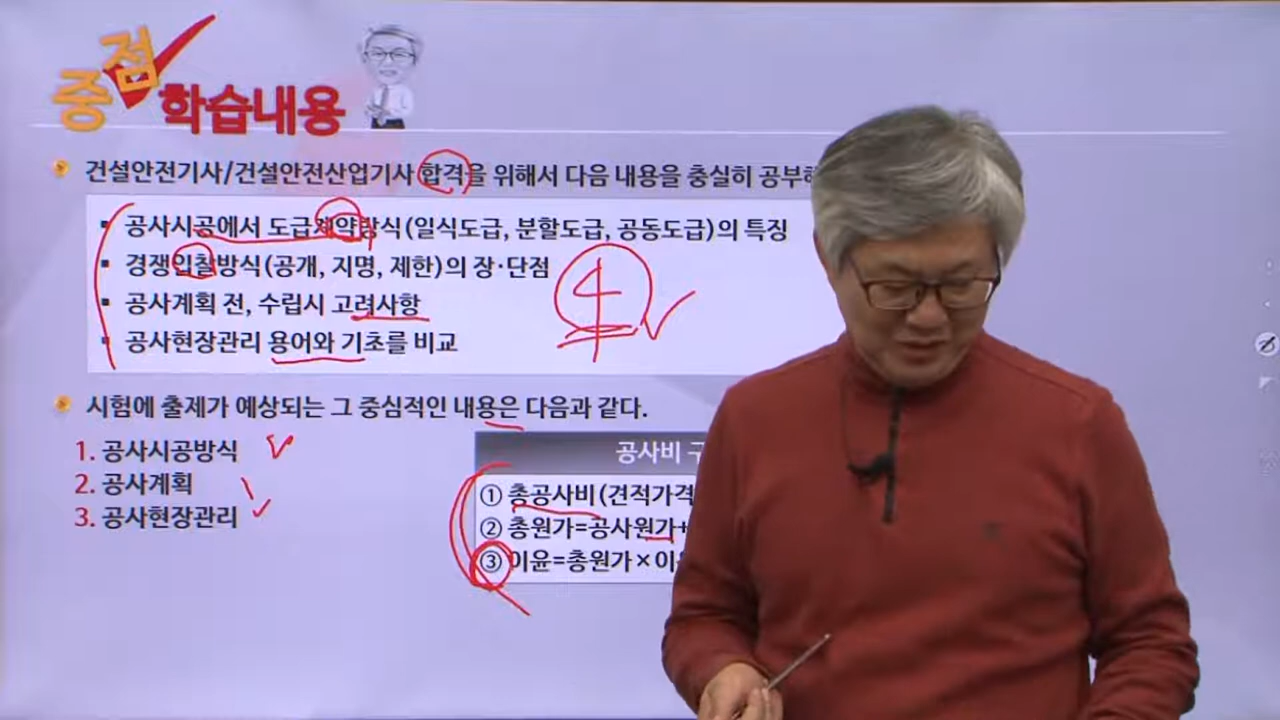 중점
학습내용
건설안전기사/건설안전산업기사 합격을 위해서 다음 내용을 충실히
공사시공에서 도급계약방식(일식도급, 분할도급, 공동도급)의 특징
경쟁입찰방식(공개, 지명, 제한)의 장·단점
공사계획 전, 수립시 고려사항
공사현장관리 용어와 기초를 비교
4
시험에 출제가 예상되는 그 중심적인 내용은 다음과 같다.
1. 공사시공방식
2. 공사계획
3. 공사현장관리
공사비
① 총공사비(견적가격
② 총원가=공사원가+
③ 이윤=총원가×